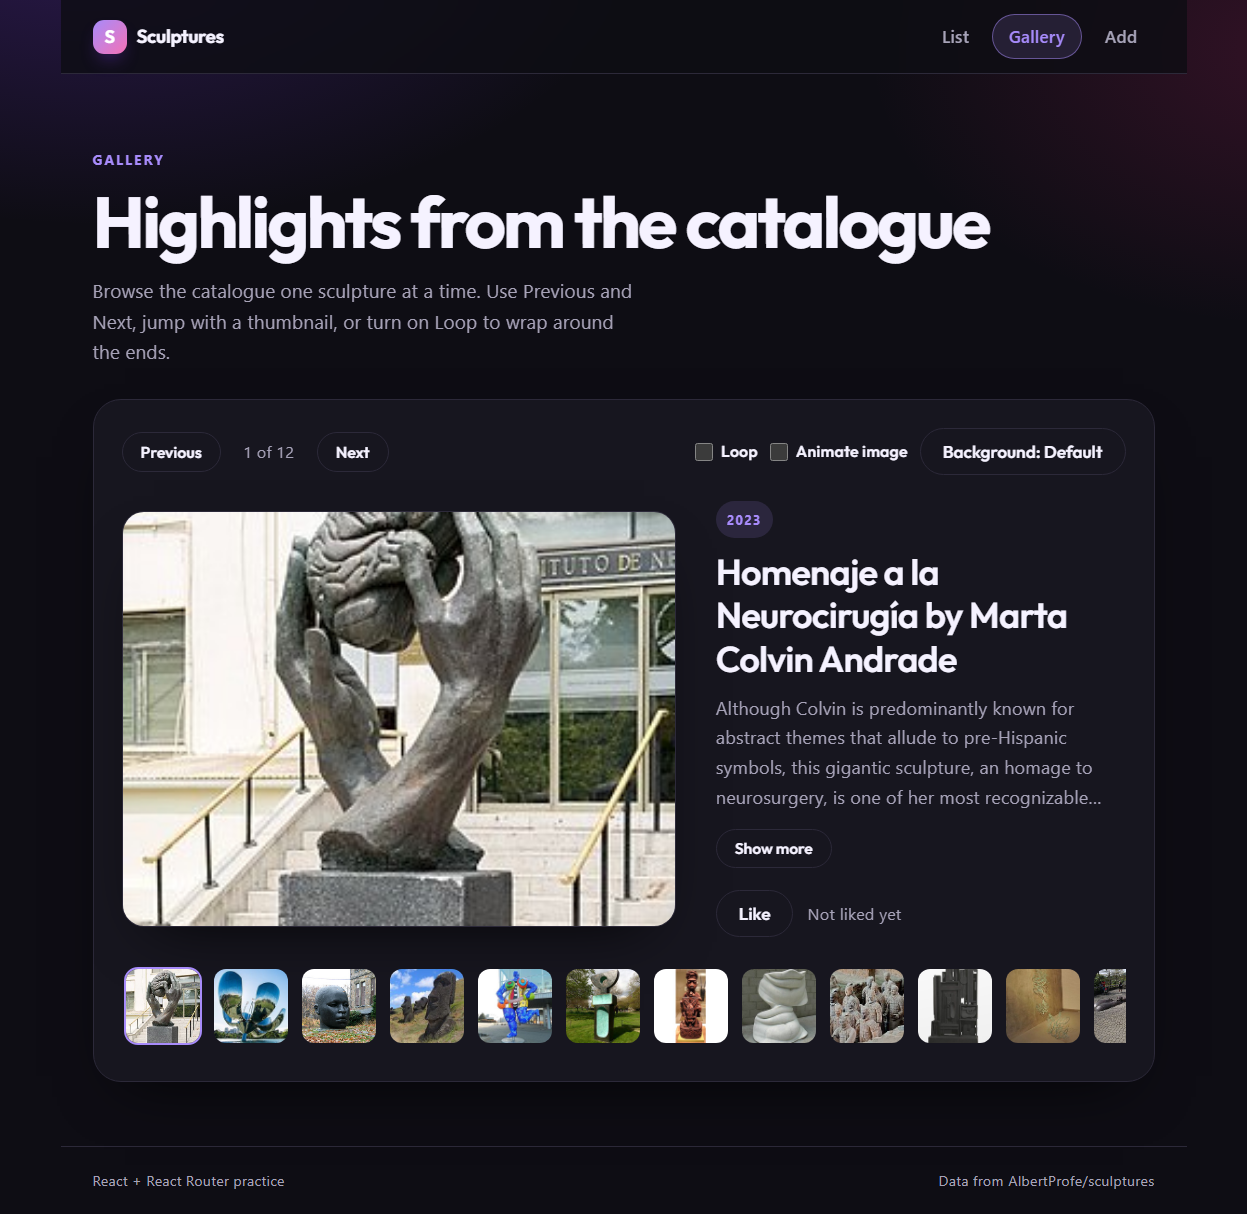 S Sculptures
List Gallery Add
GALLERY
Highlights from the catalogue
Browse the catalogue one sculpture at a time. Use Previous and
Next, jump with a thumbnail, or turn on Loop to wrap around
the ends.
Previous 1 of 12 Next
Loop Animate image Background: Default
2023
Homenaje a la
Neurocirugía by Marta
Colvin Andrade
Although Colvin is predominantly known for
abstract themes that allude to pre-Hispanic
symbols, this gigantic sculpture, an homage to
neurosurgery, is one of her most recognizable...
Show more
Like Not liked yet
React + React Router practice
Data from AlbertProfe/sculptures